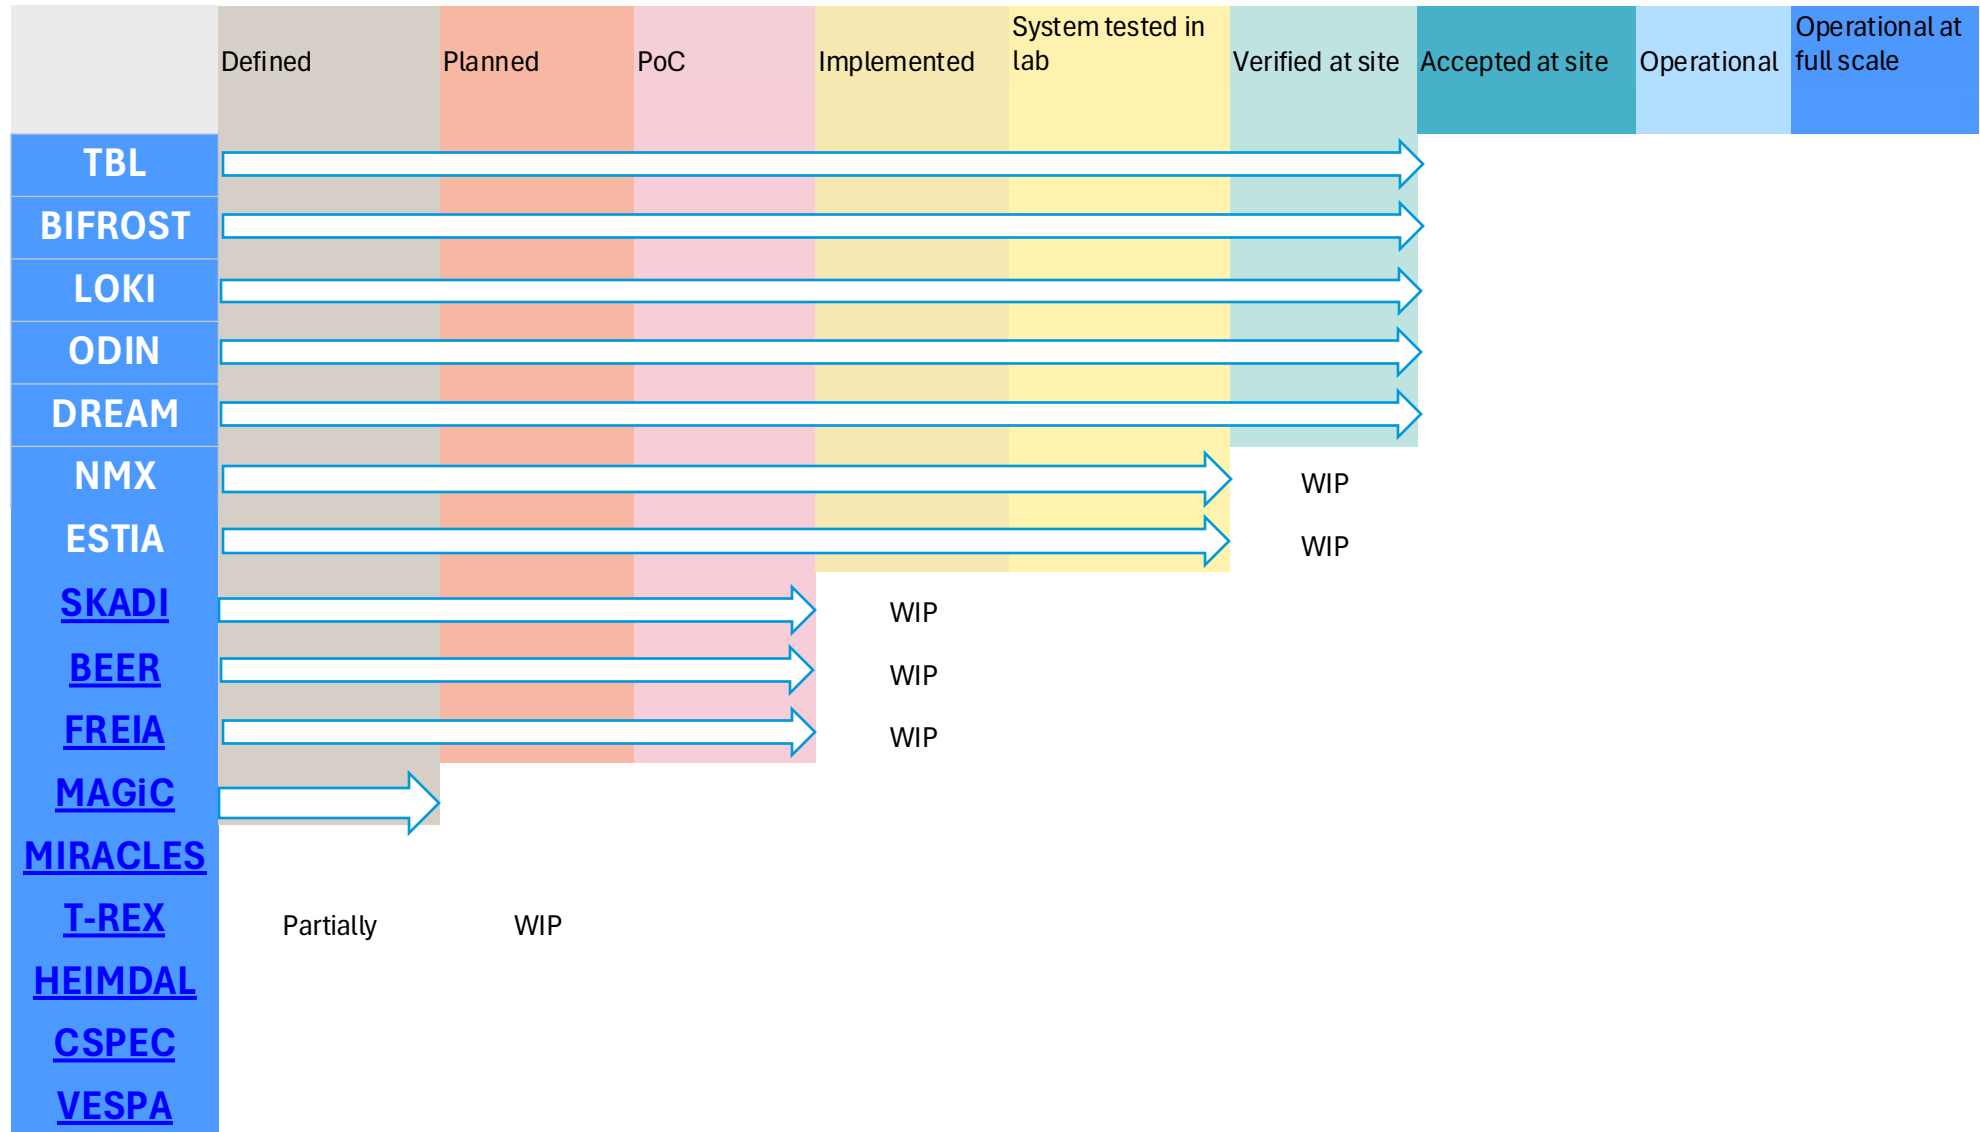 Defined
Planned
PoC
Implemented
System tested in
lab
Verified at site
Accepted at site
Operational
Operational at
full scale
TBL
BIFROST
LOKI
ODIN
DREAM
NMX
WIP
ESTIA
WIP
SKADI
WIP
BEER
WIP
FREIA
WIP
MAGiC
MIRACLES
T-REX
Partially
WIP
HEIMDAL
CSPEC
VESPA